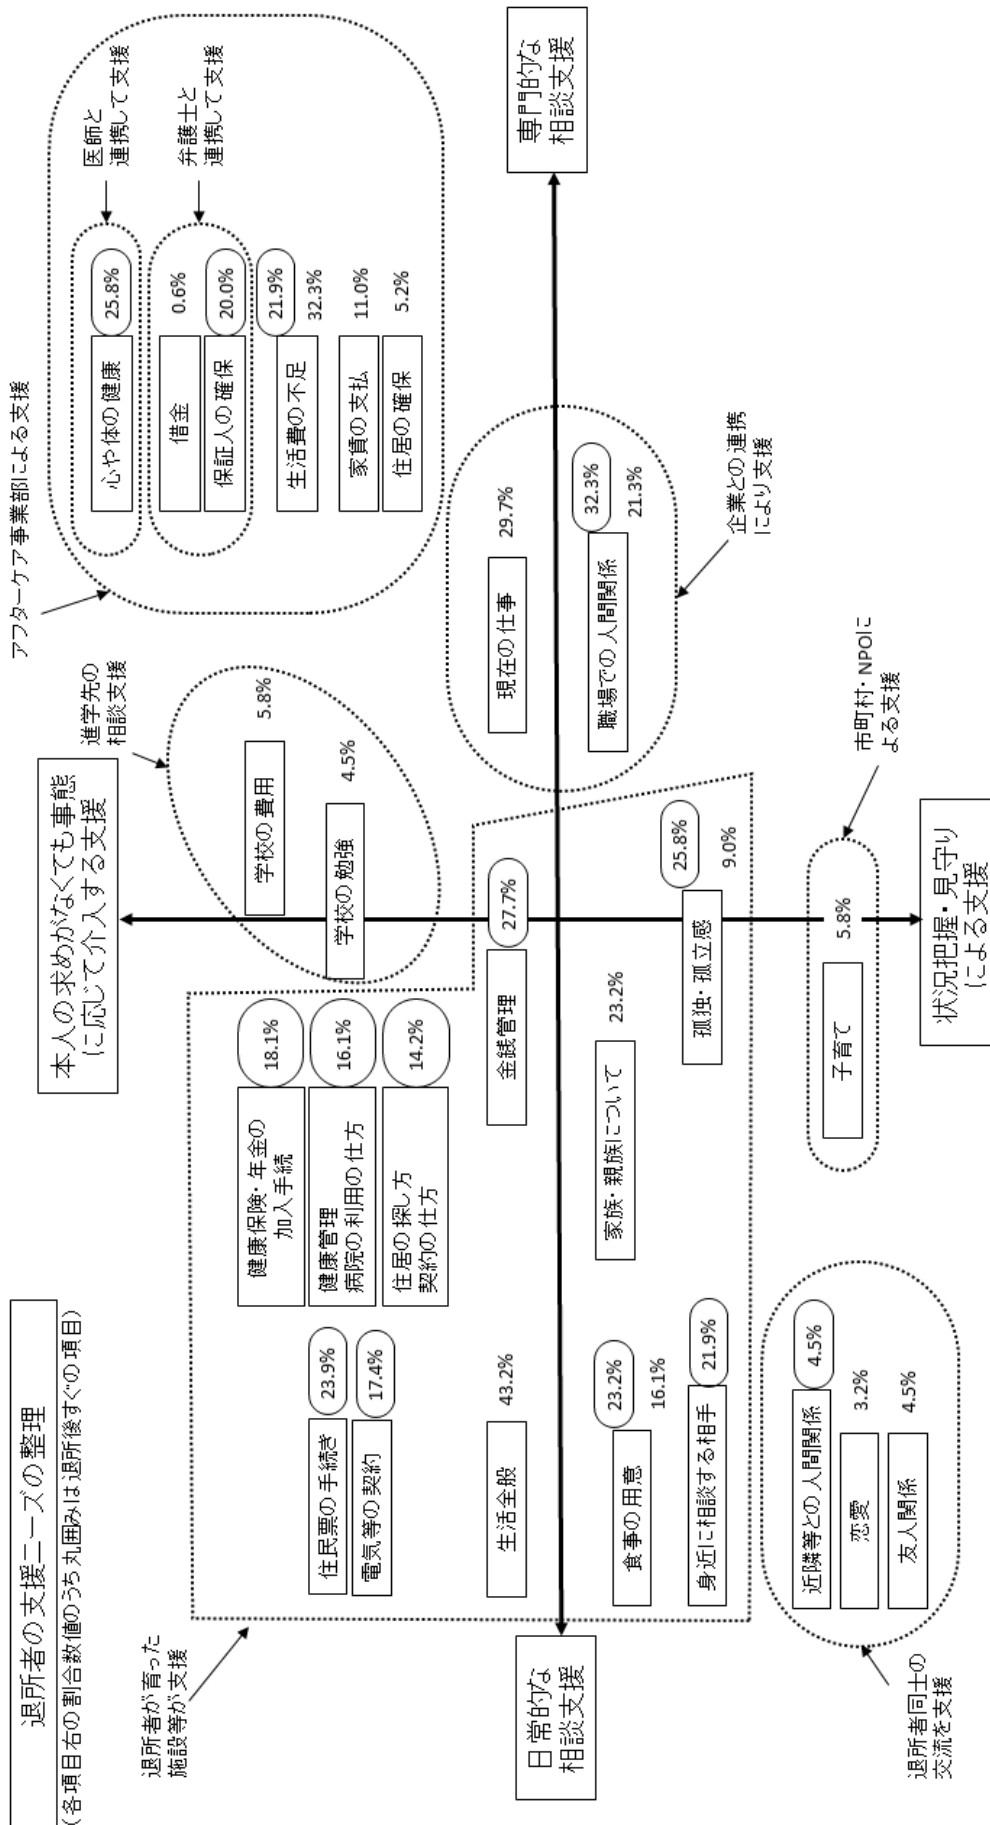 退所者の支援ニーズの整理
(各項目右の割合数値のうち丸囲みは退所後すぐの項目)
本人の求めがなくても事態
に応じて介入する支援
アフターケア事業部による支援
医師と
連携して支援
弁護士と
連携して支援
心や体の健康
25.8%
借金
0.6%
保証人の確保
20.0%
生活費の不足
21.9%
32.3%
家賃の支払
11.0%
住居の確保
5.2%
進学先の
相談支援
学校の費用
5.8%
学校の勉強
4.5%
退所者が育った
施設等が支援
健康保険・年金の
加入手続
18.1%
健康管理
病院の利用の仕方
16.1%
住居の探し方
契約の仕方
14.2%
住民票の手続き
23.9%
電気等の契約
17.4%
生活全般
43.2%
金銭管理
27.7%
日常的な
相談支援
専門的な
相談支援
現在の仕事
29.7%
職場での人間関係
32.3%
21.3%
企業との連携
により支援
食事の用意
23.2%
16.1%
家族・親族について
23.2%
身近に相談する相手
21.9%
孤独・孤立感
25.8%
9.0%
近隣等との人間関係
4.5%
恋愛
3.2%
友人関係
4.5%
退所者同士の
交流を支援
子育て
5.8%
市町村・NPOに
よる支援
状況把握・見守り
による支援